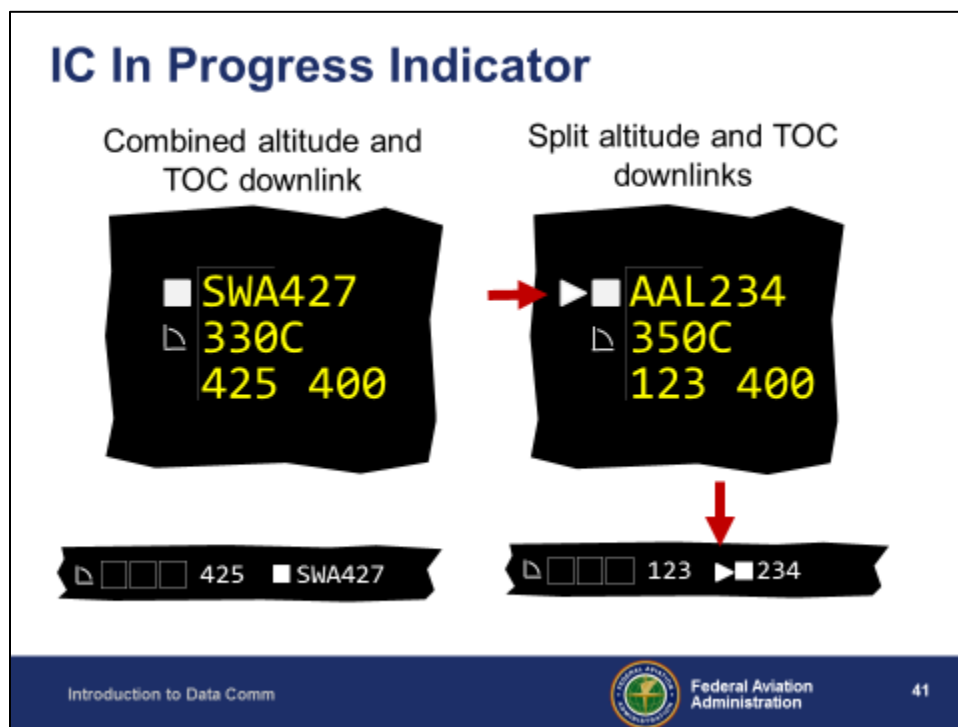 IC In Progress Indicator
Combined altitude and
TOC downlink
Split altitude and TOC
downlinks
SWA427
330C
425 400
AAL234
350C
123 400
425 SWA427
123 234
Introduction to Data Comm
Federal Aviation
Administration
41